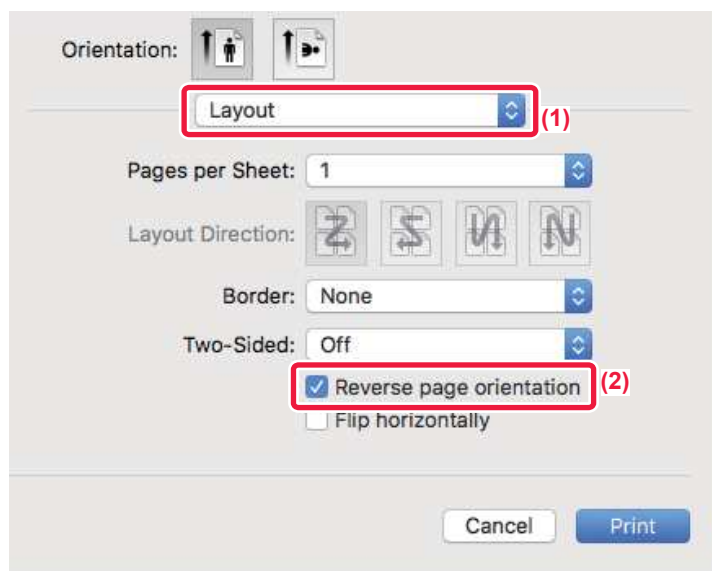 Orientation:
Layout
(1)
Pages per Sheet: 1
Layout Direction:
Border: None
Two-Sided: Off
Reverse page orientation
(2)
Flip horizontally
Cancel
Print